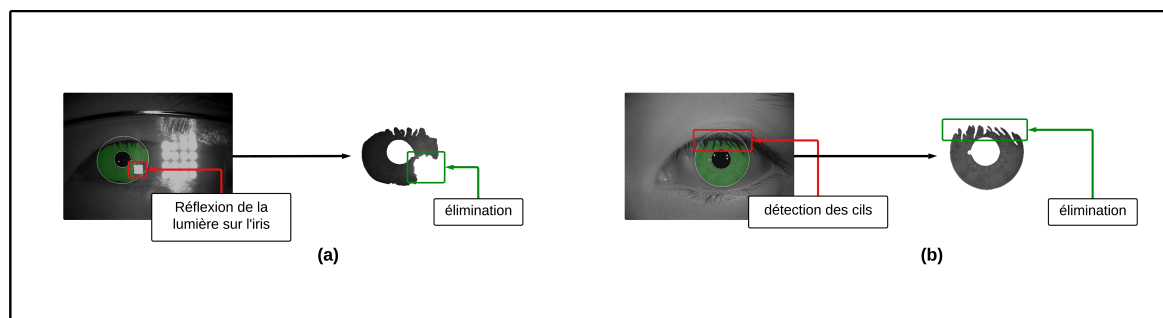 Réflexion de la
lumière sur l'iris
élimination
(a)
détection des cils
élimination
(b)